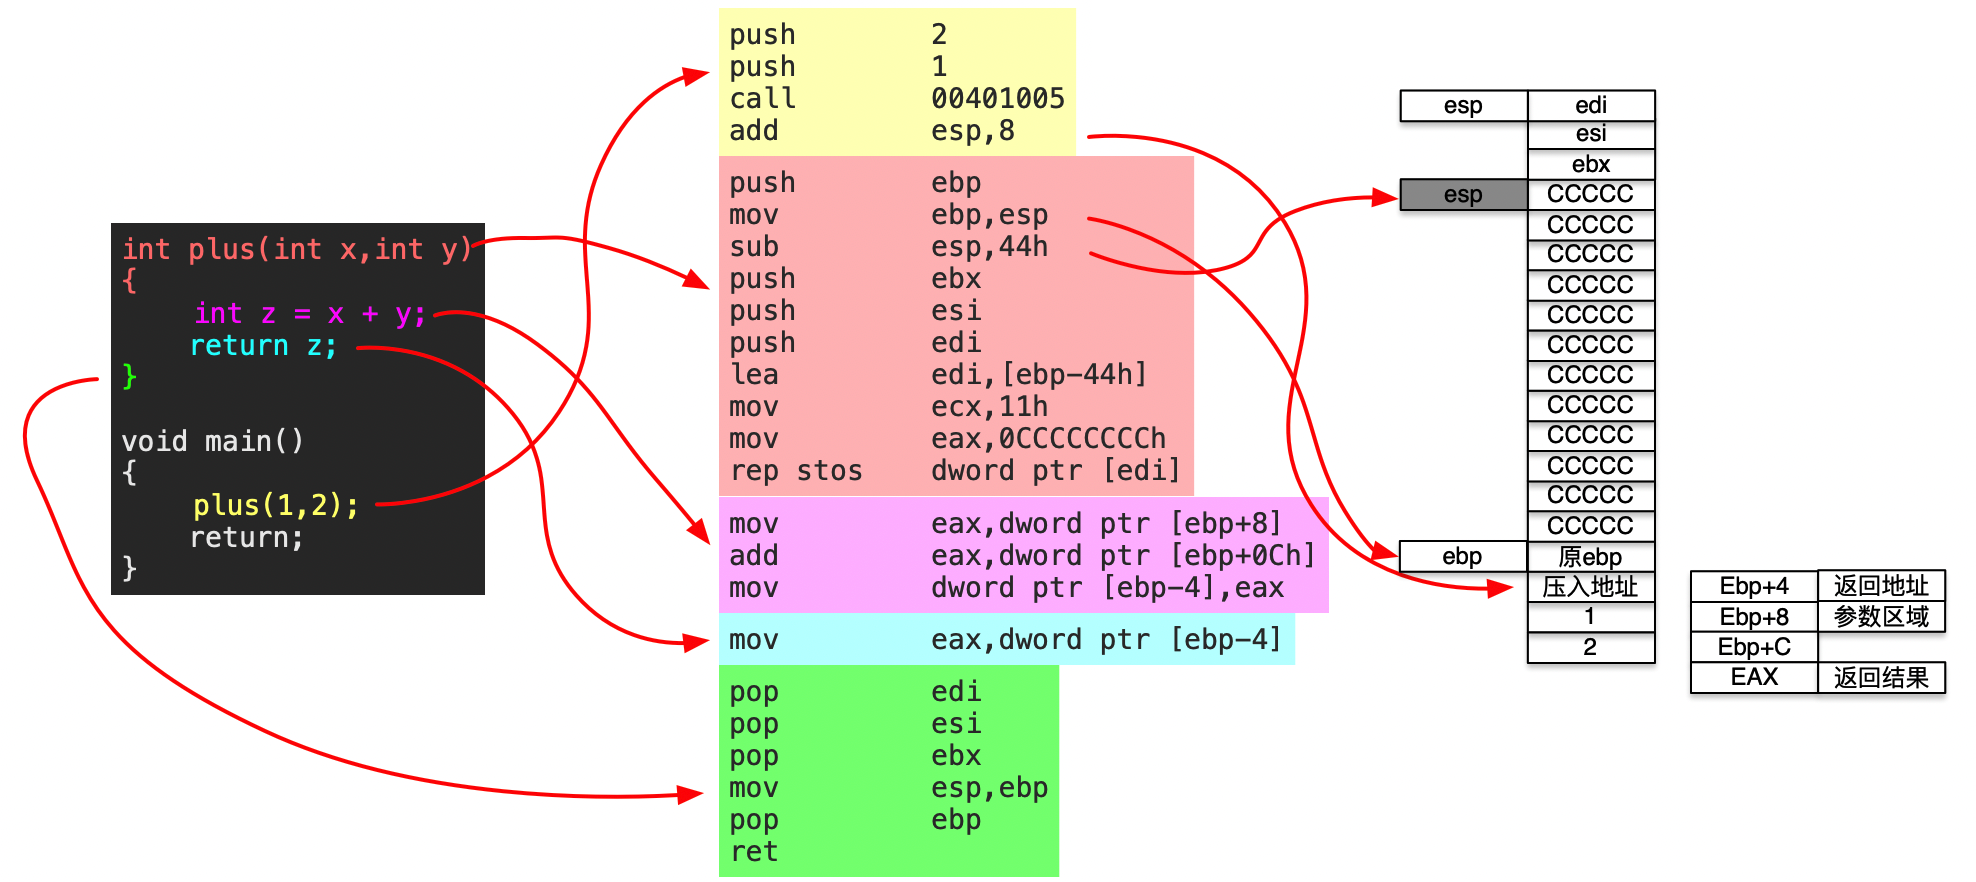 int plus(int x,int y)
{
int z = x + y;
return z;
}
void main()
{
plus(1,2);
return;
}
push 2
push 1
call 00401005
add esp,8
push ebp
mov ebp,esp
sub esp,44h
push ebx
push esi
push edi
lea edi,[ebp-44h]
mov ecx,11h
mov eax,0CCCCCCCCh
rep stos dword ptr [edi]
mov eax,dword ptr [ebp+8]
add eax,dword ptr [ebp+0Ch]
mov dword ptr [ebp-4],eax
mov eax,dword ptr [ebp-4]
pop edi
pop esi
pop ebx
mov esp,ebp
pop ebp
ret
esp edi
esi
ebx
esp CCCCC
CCCCC
CCCCC
CCCCC
CCCCC
CCCCC
CCCCC
CCCCC
CCCCC
CCCCC
CCCCC
CCCCC
ebp 原ebp
压入地址
1
2
Ebp+4 返回地址
Ebp+8 参数区域
Ebp+C
EAX 返回结果